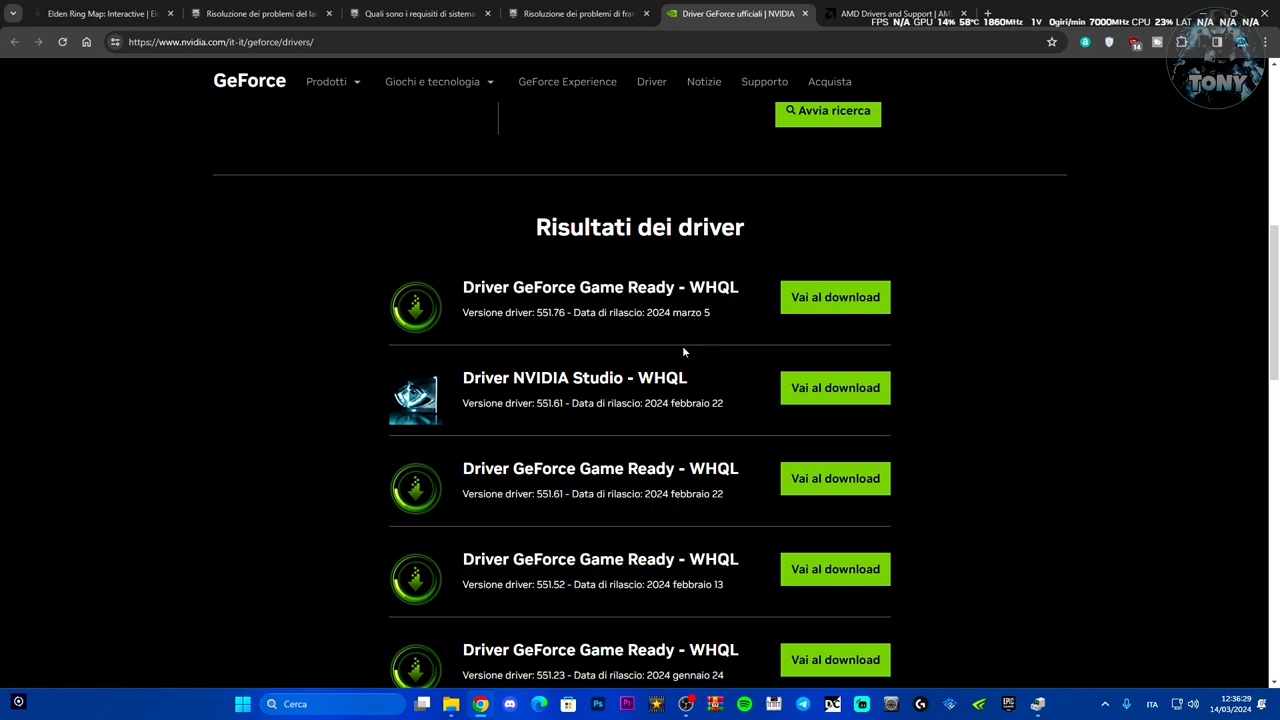 Elden Ring Map: Interactive | El
Risoluzione dei problemi del la
Quali sono i requisiti di sistema
Risoluzione dei problemi di fra
Driver GeForce ufficiali | NVIDIA
AMD Drivers and Support | AM
FPS N/A GPU 14% 58°C 1860MHz 1V 0giri/min 7000MHz CPU 23% LAT N/A N/A N/A
https://www.nvidia.com/it-it/geforce/drivers/
14
TONY
GeForce Prodotti Giochi e tecnologia GeForce Experience Driver Notizie Supporto Acquista
Avvia ricerca
Risultati dei driver
Driver GeForce Game Ready - WHQL
Versione driver: 551.76 - Data di rilascio: 2024 marzo 5
Vai al download
Driver NVIDIA Studio - WHQL
Versione driver: 551.61 - Data di rilascio: 2024 febbraio 22
Vai al download
Driver GeForce Game Ready - WHQL
Versione driver: 551.61 - Data di rilascio: 2024 febbraio 22
Vai al download
Driver GeForce Game Ready - WHQL
Versione driver: 551.52 - Data di rilascio: 2024 febbraio 13
Vai al download
Driver GeForce Game Ready - WHQL
Versione driver: 551.23 - Data di rilascio: 2024 gennaio 24
Vai al download
Cerca
Ps
Pr
EPIC
ITA
12:36:29
14/03/2024